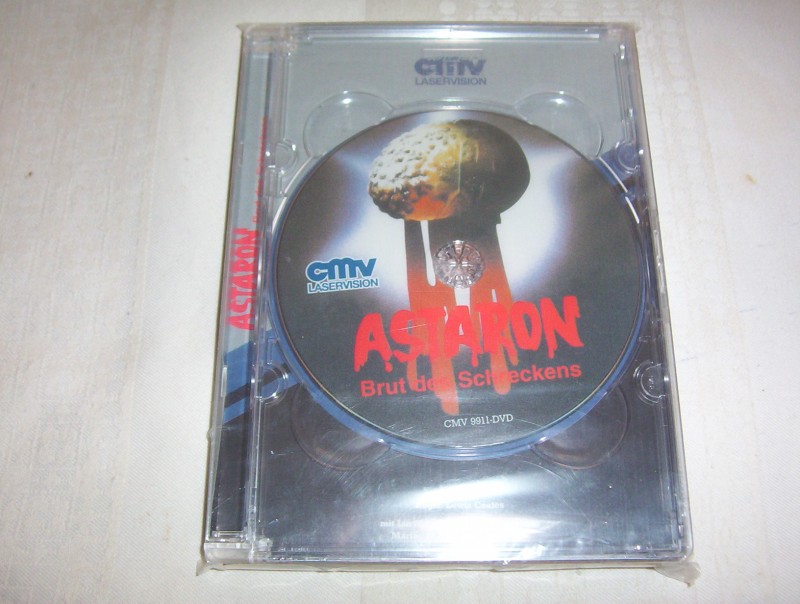 cmv
LASERVISION
ASTARON
cmv
LASERVISION
ASTARON
Brut des Schreckens
CMV 9911-DVD